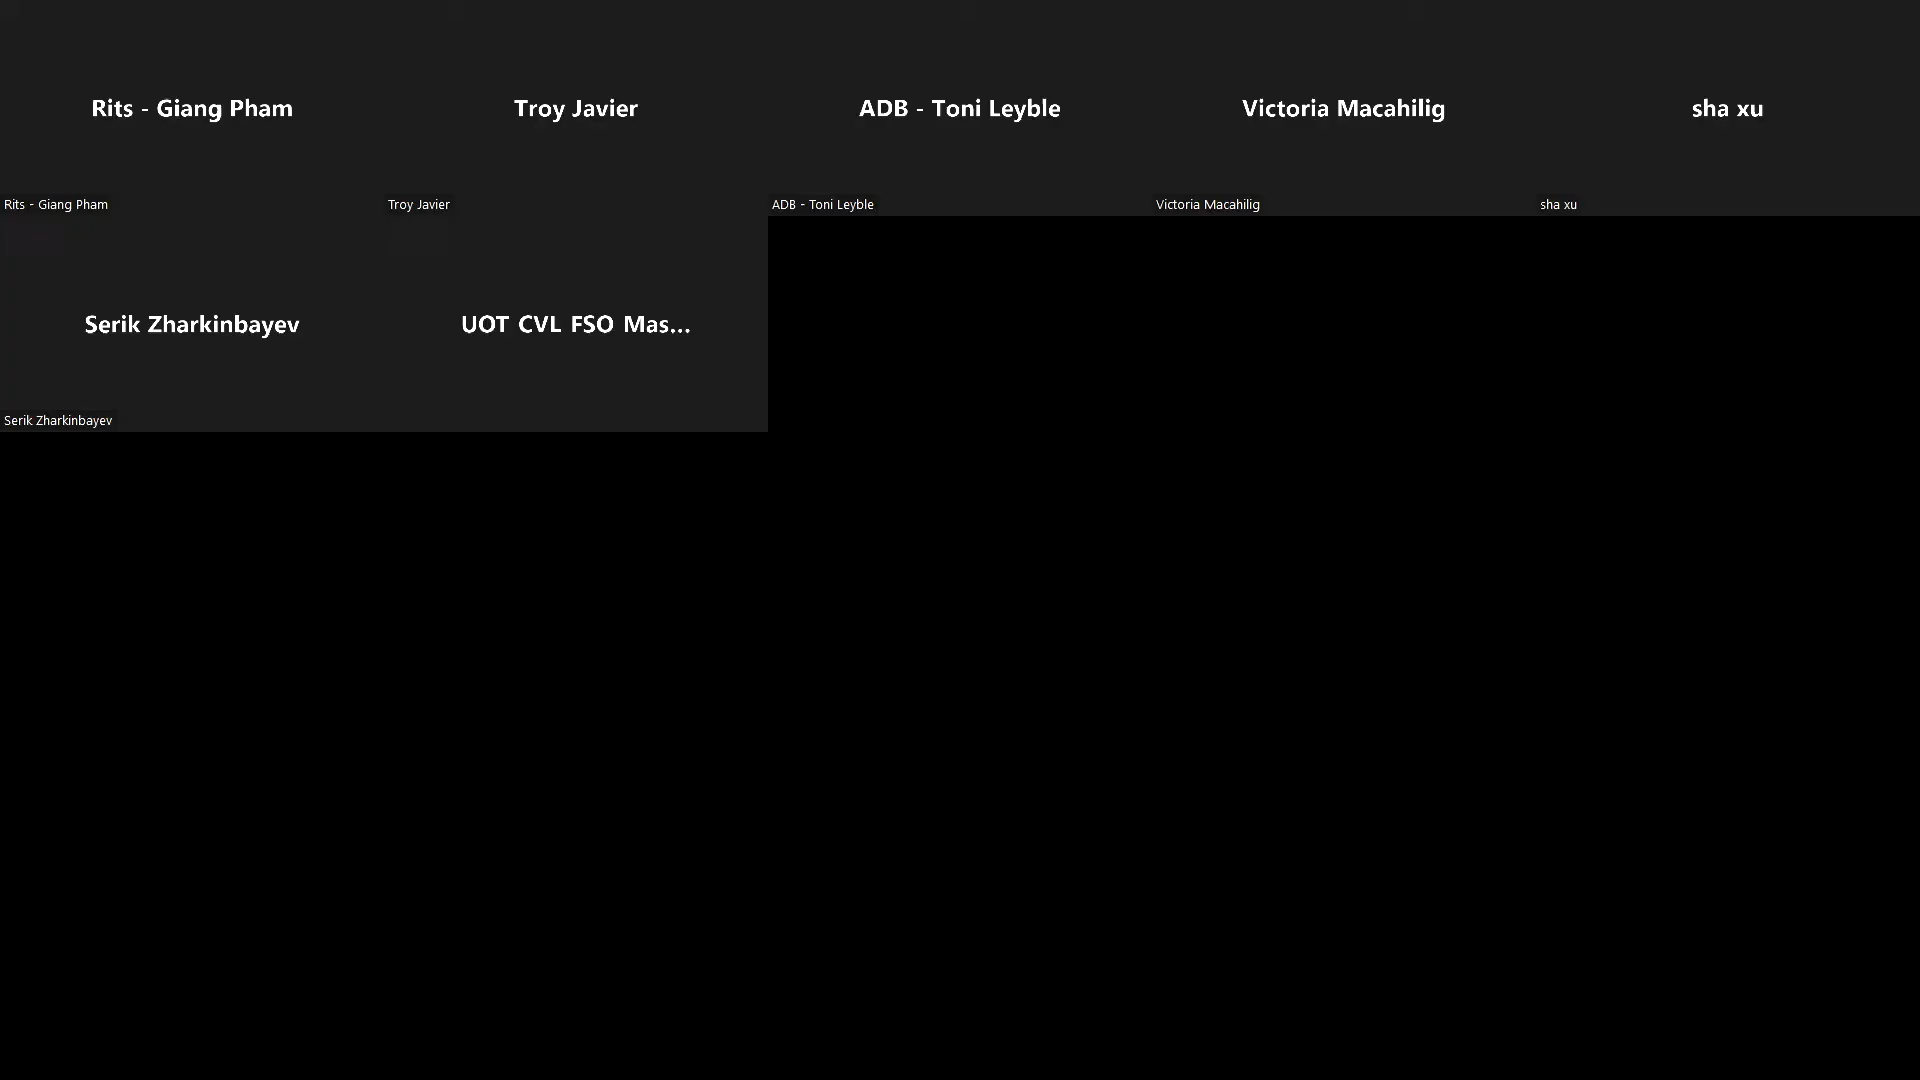 Rits - Giang Pham
Troy Javier
ADB - Toni Leyble
Victoria Macahilig
sha xu
Rits - Giang Pham
Troy Javier
ADB - Toni Leyble
Victoria Macahilig
sha xu
Serik Zharkinbayev
UOT CVL FSO Mas...
Serik Zharkinbayev